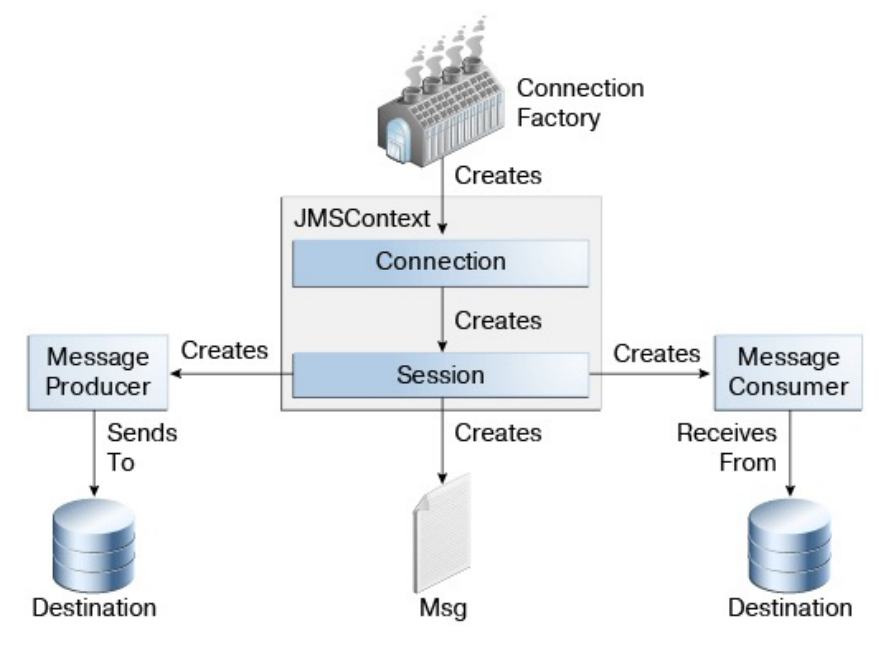 Connection
Factory
Creates
JMSContext
Connection
Creates
Message
Producer
Creates
Session
Creates
Message
Consumer
Sends
To
Creates
Receives
From
Destination
Msg
Destination